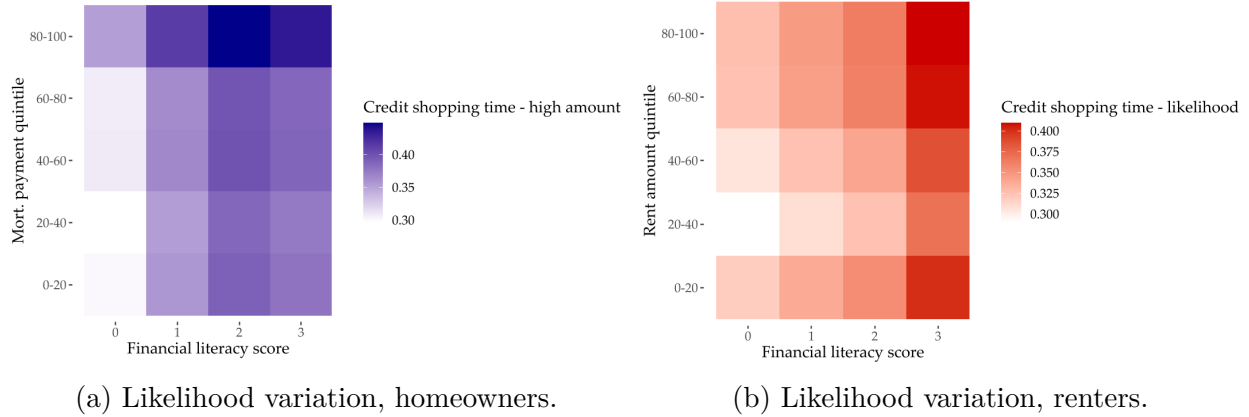 Mort. payment quintile
80-100
60-80
40-60
20-40
0-20
0 1 2 3
Financial literacy score
Credit shopping time - high amount
0.40
0.35
0.30
(a) Likelihood variation, homeowners.
Rent amount quintile
80-100
60-80
40-60
20-40
0-20
0 1 2 3
Financial literacy score
Credit shopping time - likelihood
0.400
0.375
0.350
0.325
0.300
(b) Likelihood variation, renters.